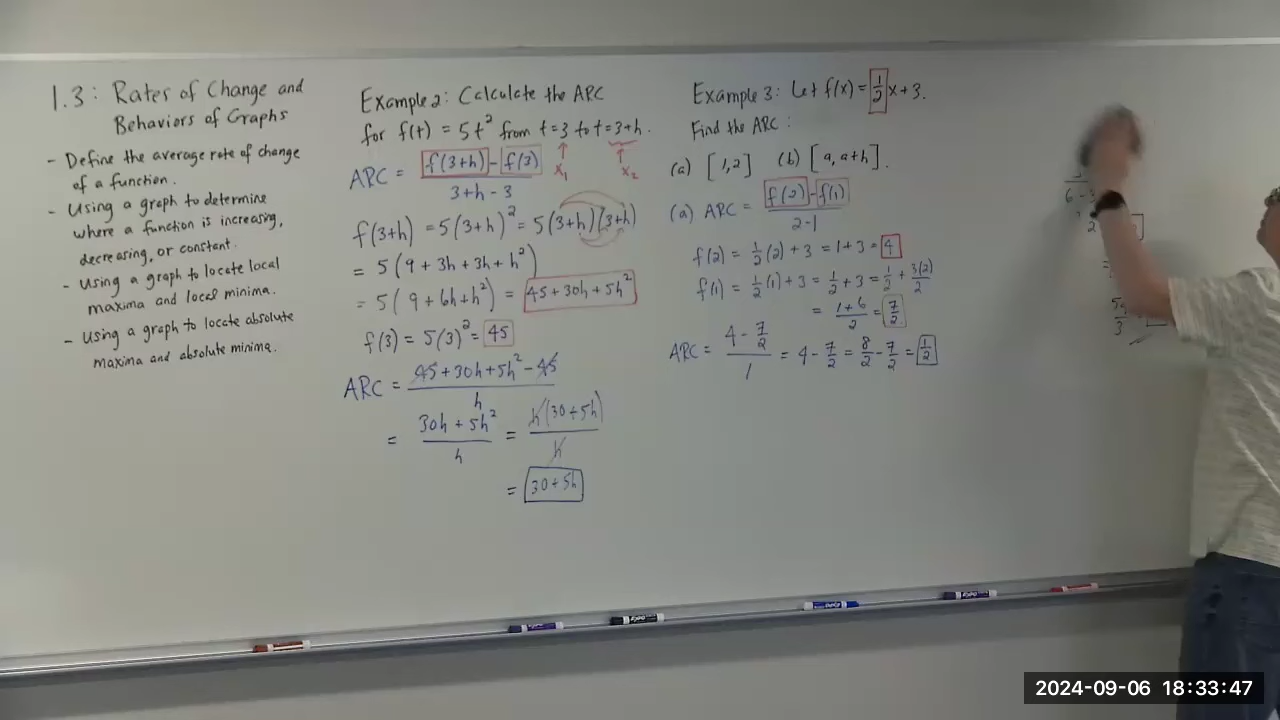 1.3: Rates of Change and
Behaviors of Graphs
- Define the average rate of change
of a function.
- Using a graph to determine
where a function is increasing,
decreasing, or constant.
- Using a graph to locate local
maxima and local minima.
- Using a graph to locate absolute
maxima and absolute minima.
Example 2: Calculate the ARC
for f(t) = 5t² from t=3 to t=3+h.
ARC = f(3+h) - f(3) / 3+h-3
x₁ x₂
f(3+h) = 5(3+h)² = 5(3+h)(3+h)
= 5(9 + 3h + 3h + h²)
= 5(9 + 6h + h²) = 45 + 30h + 5h²
f(3) = 5(3)² = 45
ARC = 45 + 30h + 5h² - 45 / h
= 30h + 5h² / h = h(30 + 5h) / h
= 30 + 5h
Example 3: Let f(x) = 1/2 x + 3.
Find the ARC:
(a) [1,2] (b) [a, a+h].
(a) ARC = f(2) - f(1) / 2-1
f(2) = 1/2 (2) + 3 = 1 + 3 = 4
f(1) = 1/2 (1) + 3 = 1/2 + 3 = 1/2 + 3(2)/2
= 1+6/2 = 7/2
ARC = 4 - 7/2 / 1 = 4 - 7/2 = 8/2 - 7/2 = 1/2
EXPO
EXPO
EXPO
EXPO
2024-09-06 18:33:47